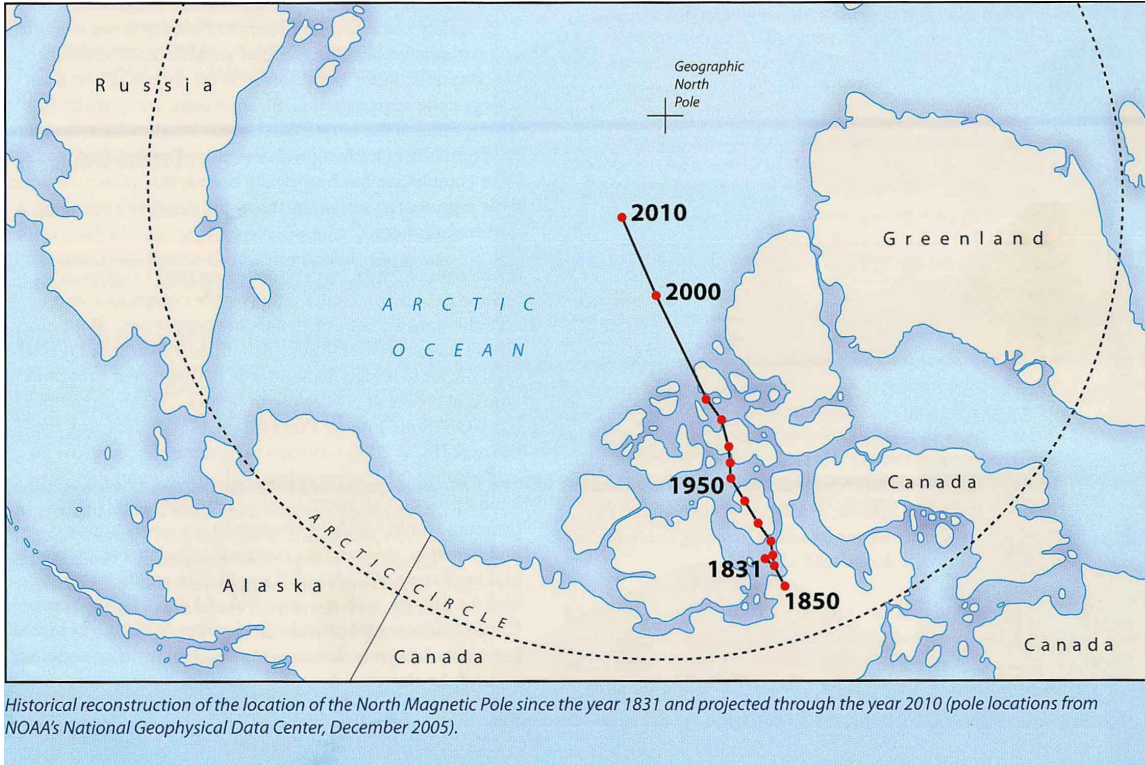 Geographic
North
Pole
Russia
2010
Greenland
2000
ARCTIC
OCEAN
1950
Canada
1831
1850
ARCTIC CIRCLE
Alaska
Canada
Canada
Historical reconstruction of the location of the North Magnetic Pole since the year 1831 and projected through the year 2010 (pole locations from
NOAA's National Geophysical Data Center, December 2005).